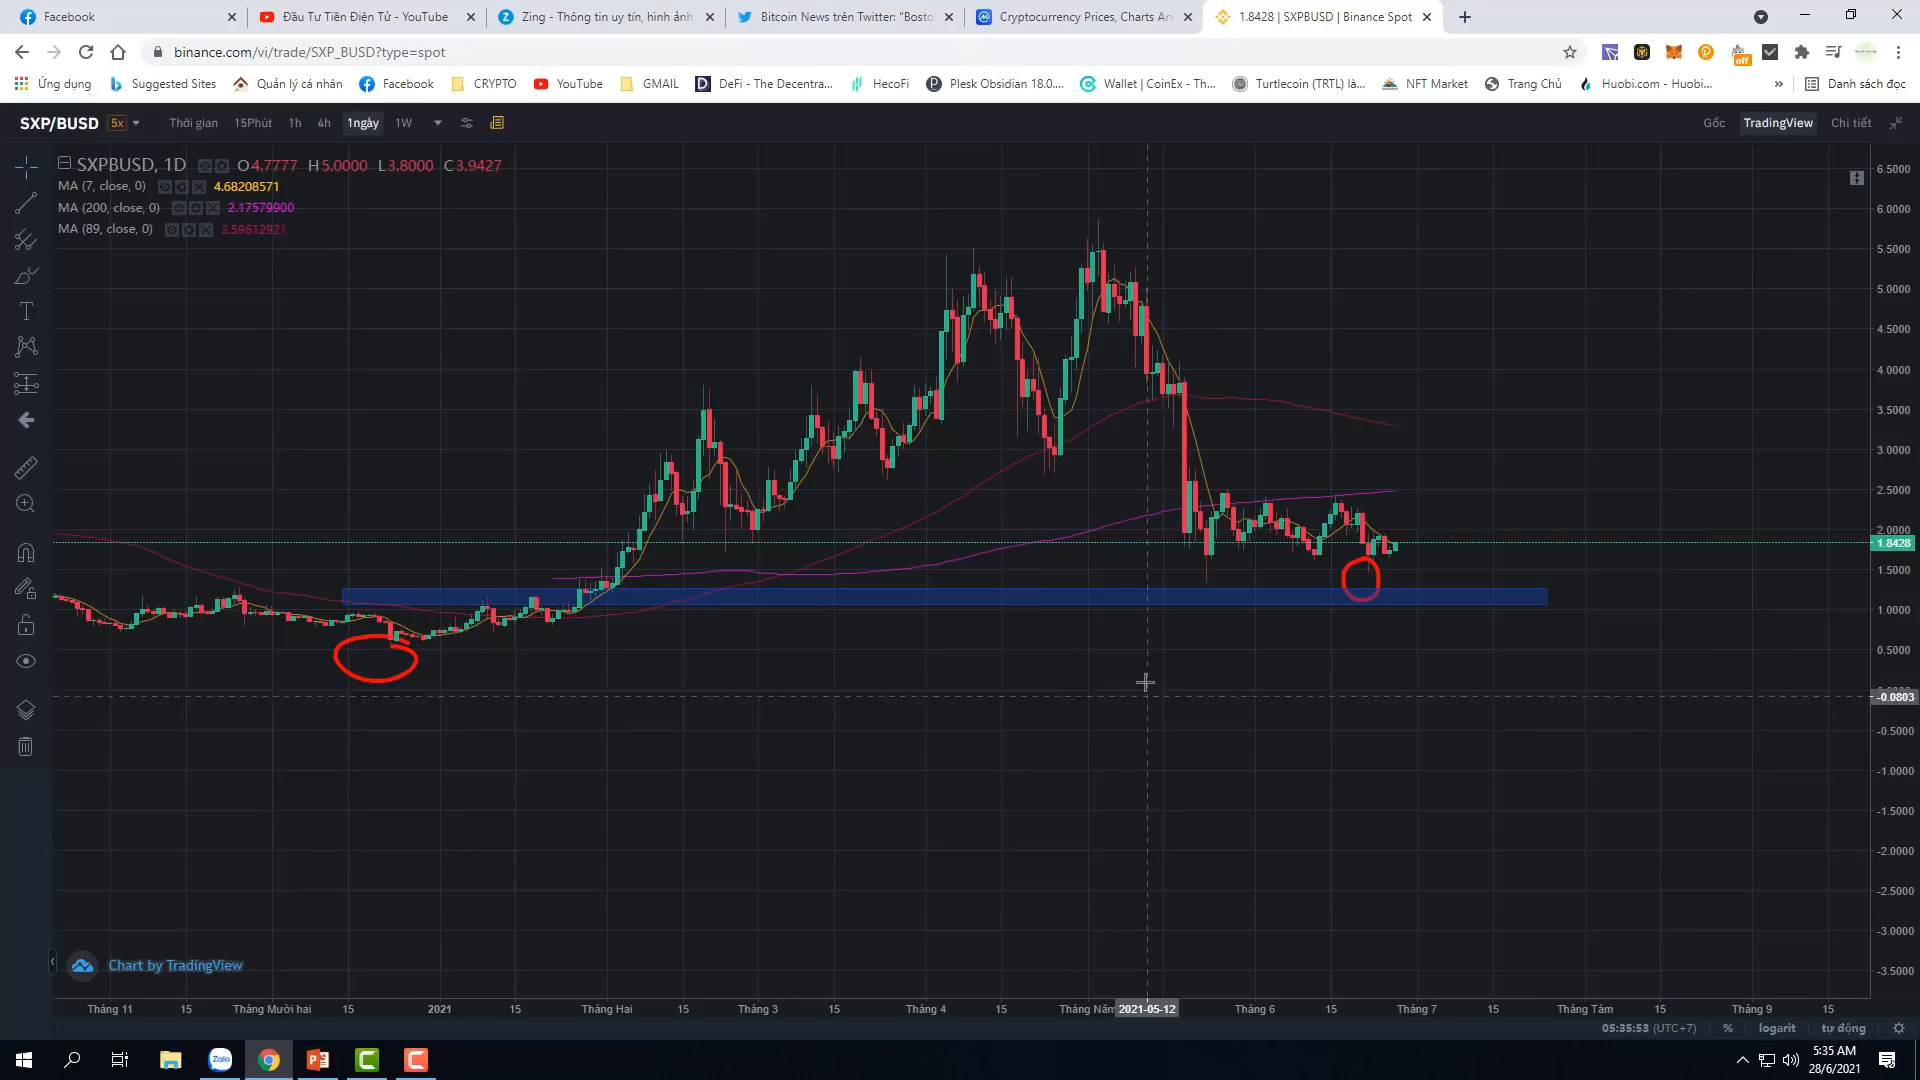 Facebook
Đầu Tư Tiền Điện Tử - YouTube
Zing - Thông tin uy tín, hình ảnh
Bitcoin News trên Twitter: "Bosto
Cryptocurrency Prices, Charts An
1.8428 | SXPBUSD | Binance Spot
binance.com/vi/trade/SXP_BUSD?type=spot
off
Ứng dụng
Suggested Sites
Quản lý cá nhân
Facebook
CRYPTO
YouTube
GMAIL
DeFi - The Decentra...
HecoFi
Plesk Obsidian 18.0....
Wallet | CoinEx - Th...
Turtlecoin (TRTL) là...
NFT Market
Trang Chủ
Huobi.com - Huobi...
»
Danh sách đọc
SXP/BUSD 5x
Thời gian 15Phút 1h 4h 1ngày 1W
Gốc TradingView Chi tiết
SXPBUSD, 1D O4.7777 H5.0000 L3.8000 C3.9427
MA (7, close, 0) 4.68208571
MA (200, close, 0) 2.17579900
MA (89, close, 0) 3.59612921
6.5000
6.0000
5.5000
5.0000
4.5000
4.0000
3.5000
3.0000
2.5000
2.0000
1.8428
1.5000
1.0000
0.5000
-0.0803
-0.5000
-1.0000
-1.5000
-2.0000
-2.5000
-3.0000
-3.5000
Chart by TradingView
Tháng 11 15 Tháng Mười hai 15 2021 15 Tháng Hai 15 Tháng 3 15 Tháng 4 15 Tháng Năm 2021-05-12 Tháng 6 15 Tháng 7 15 Tháng Tám 15 Tháng 9 15
05:35:53 (UTC+7) % logarit tự động
Zalo
5:35 AM
28/6/2021